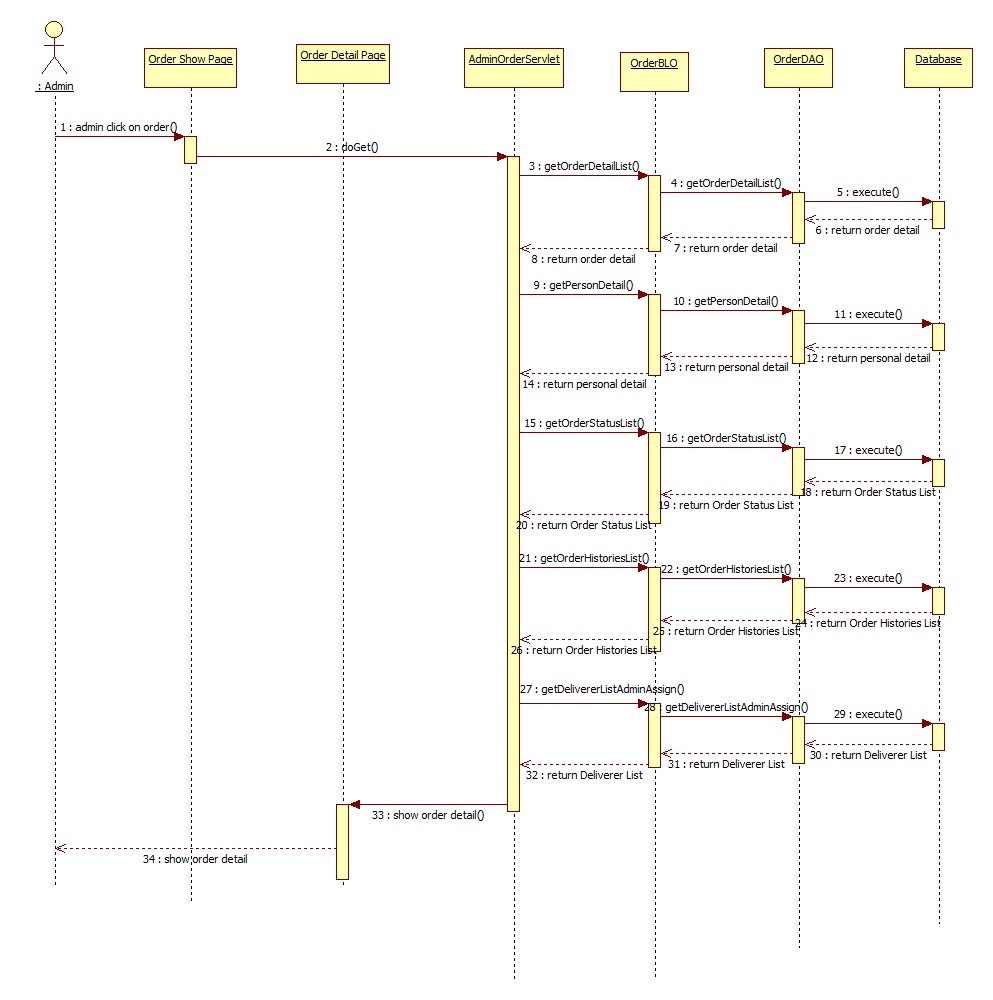 : Admin
Order Show Page
Order Detail Page
AdminOrderServlet
OrderBLO
OrderDAO
Database
1 : admin click on order()
2 : doGet()
3 : getOrderDetailList()
4 : getOrderDetailList()
5 : execute()
6 : return order detail
7 : return order detail
8 : return order detail
9 : getPersonDetail()
10 : getPersonDetail()
11 : execute()
12 : return personal detail
13 : return personal detail
14 : return personal detail
15 : getOrderStatusList()
16 : getOrderStatusList()
17 : execute()
18 : return Order Status List
19 : return Order Status List
20 : return Order Status List
21 : getOrderHistoriesList()
22 : getOrderHistoriesList()
23 : execute()
24 : return Order Histories List
25 : return Order Histories List
26 : return Order Histories List
27 : getDelivererListAdminAssign()
28 : getDelivererListAdminAssign()
29 : execute()
30 : return Deliverer List
31 : return Deliverer List
32 : return Deliverer List
33 : show order detail()
34 : show order detail